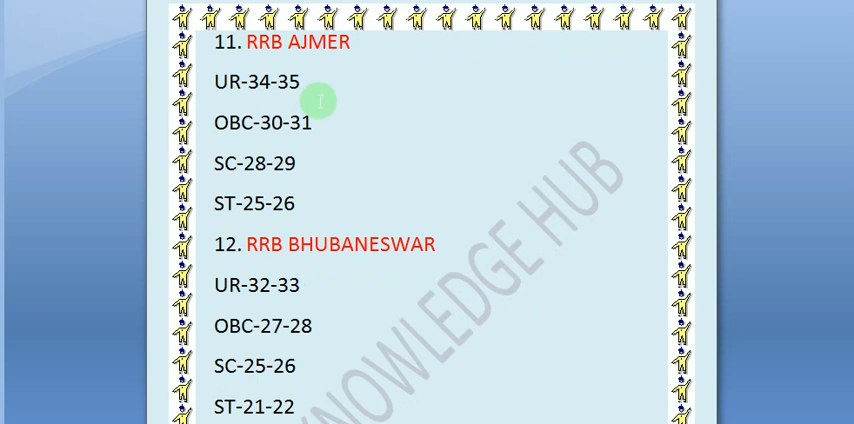 11. RRB AJMER
UR-34-35
OBC-30-31
SC-28-29
ST-25-26
12. RRB BHUBANESWAR
UR-32-33
OBC-27-28
SC-25-26
ST-21-22
KNOWLEDGE HUB